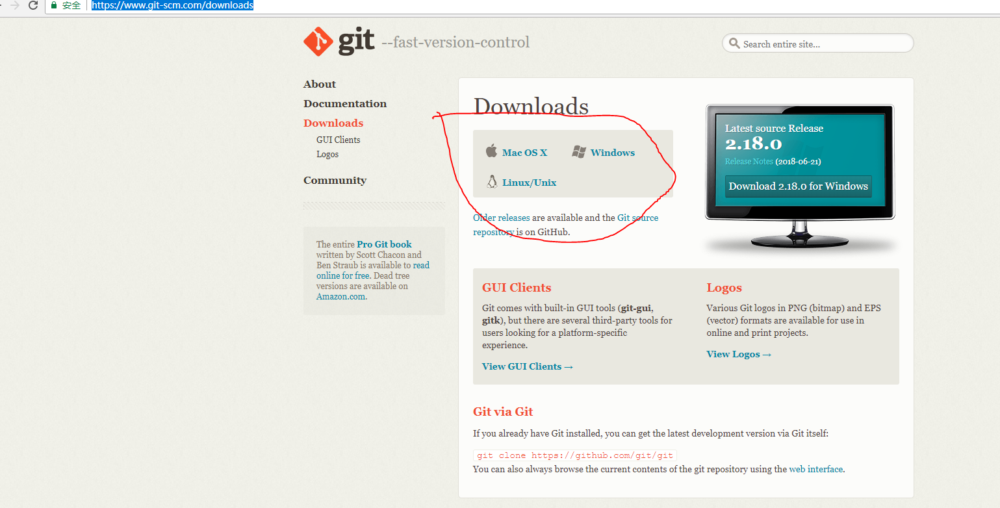 安全 https://www.git-scm.com/downloads
git --fast-version-control
Search entire site...
About
Documentation
Downloads
GUI Clients
Logos
Community
The entire Pro Git book
written by Scott Chacon and
Ben Straub is available to read
online for free. Dead tree
versions are available on
Amazon.com.
Downloads
Mac OS X
Windows
Linux/Unix
Older releases are available and the Git source
repository is on GitHub.
Latest source Release
2.18.0
Release Notes (2018-06-21)
Download 2.18.0 for Windows
GUI Clients
Git comes with built-in GUI tools (git-gui,
gitk), but there are several third-party tools for
users looking for a platform-specific
experience.
View GUI Clients →
Logos
Various Git logos in PNG (bitmap) and EPS
(vector) formats are available for use in
online and print projects.
View Logos →
Git via Git
If you already have Git installed, you can get the latest development version via Git itself:
git clone https://github.com/git/git
You can also always browse the current contents of the git repository using the web interface.